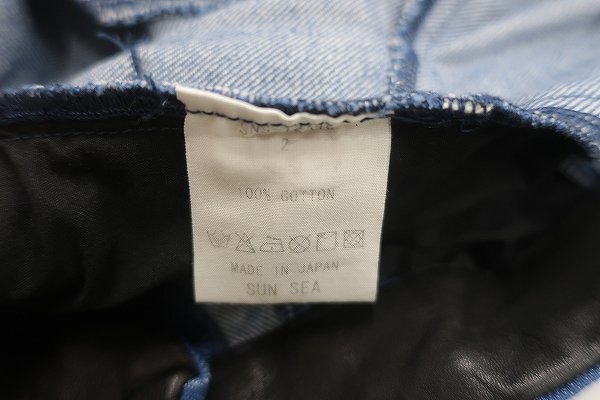 2
100% COTTON
MADE IN JAPAN
SUN SEA